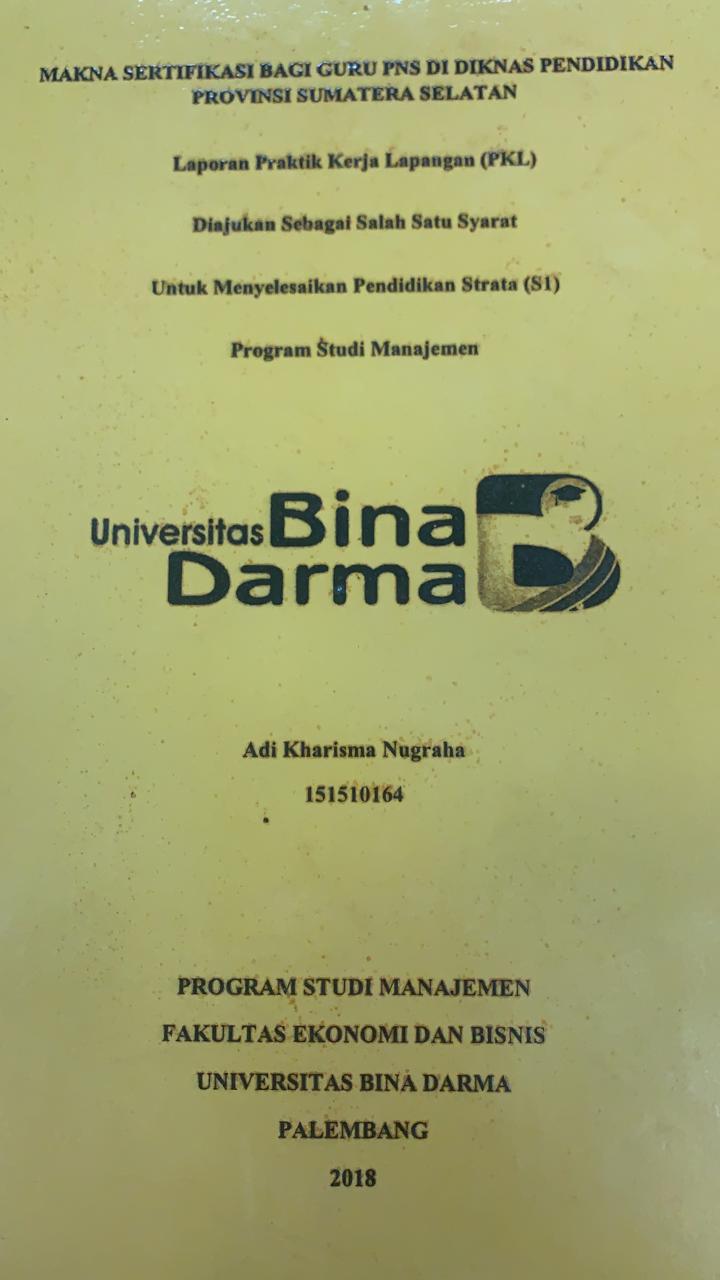 MAKNA SERTIFIKASI BAGI GURU PNS DI DIKNAS PENDIDIKAN
PROVINSI SUMATERA SELATAN
Laporan Praktik Kerja Lapangan (PKL)
Diajukan Sebagai Salah Satu Syarat
Untuk Menyelesaikan Pendidikan Strata (S1)
Program Studi Manajemen
Universitas Bina
Darma
Adi Kharisma Nugraha
151510164
PROGRAM STUDI MANAJEMEN
FAKULTAS EKONOMI DAN BISNIS
UNIVERSITAS BINA DARMA
PALEMBANG
2018